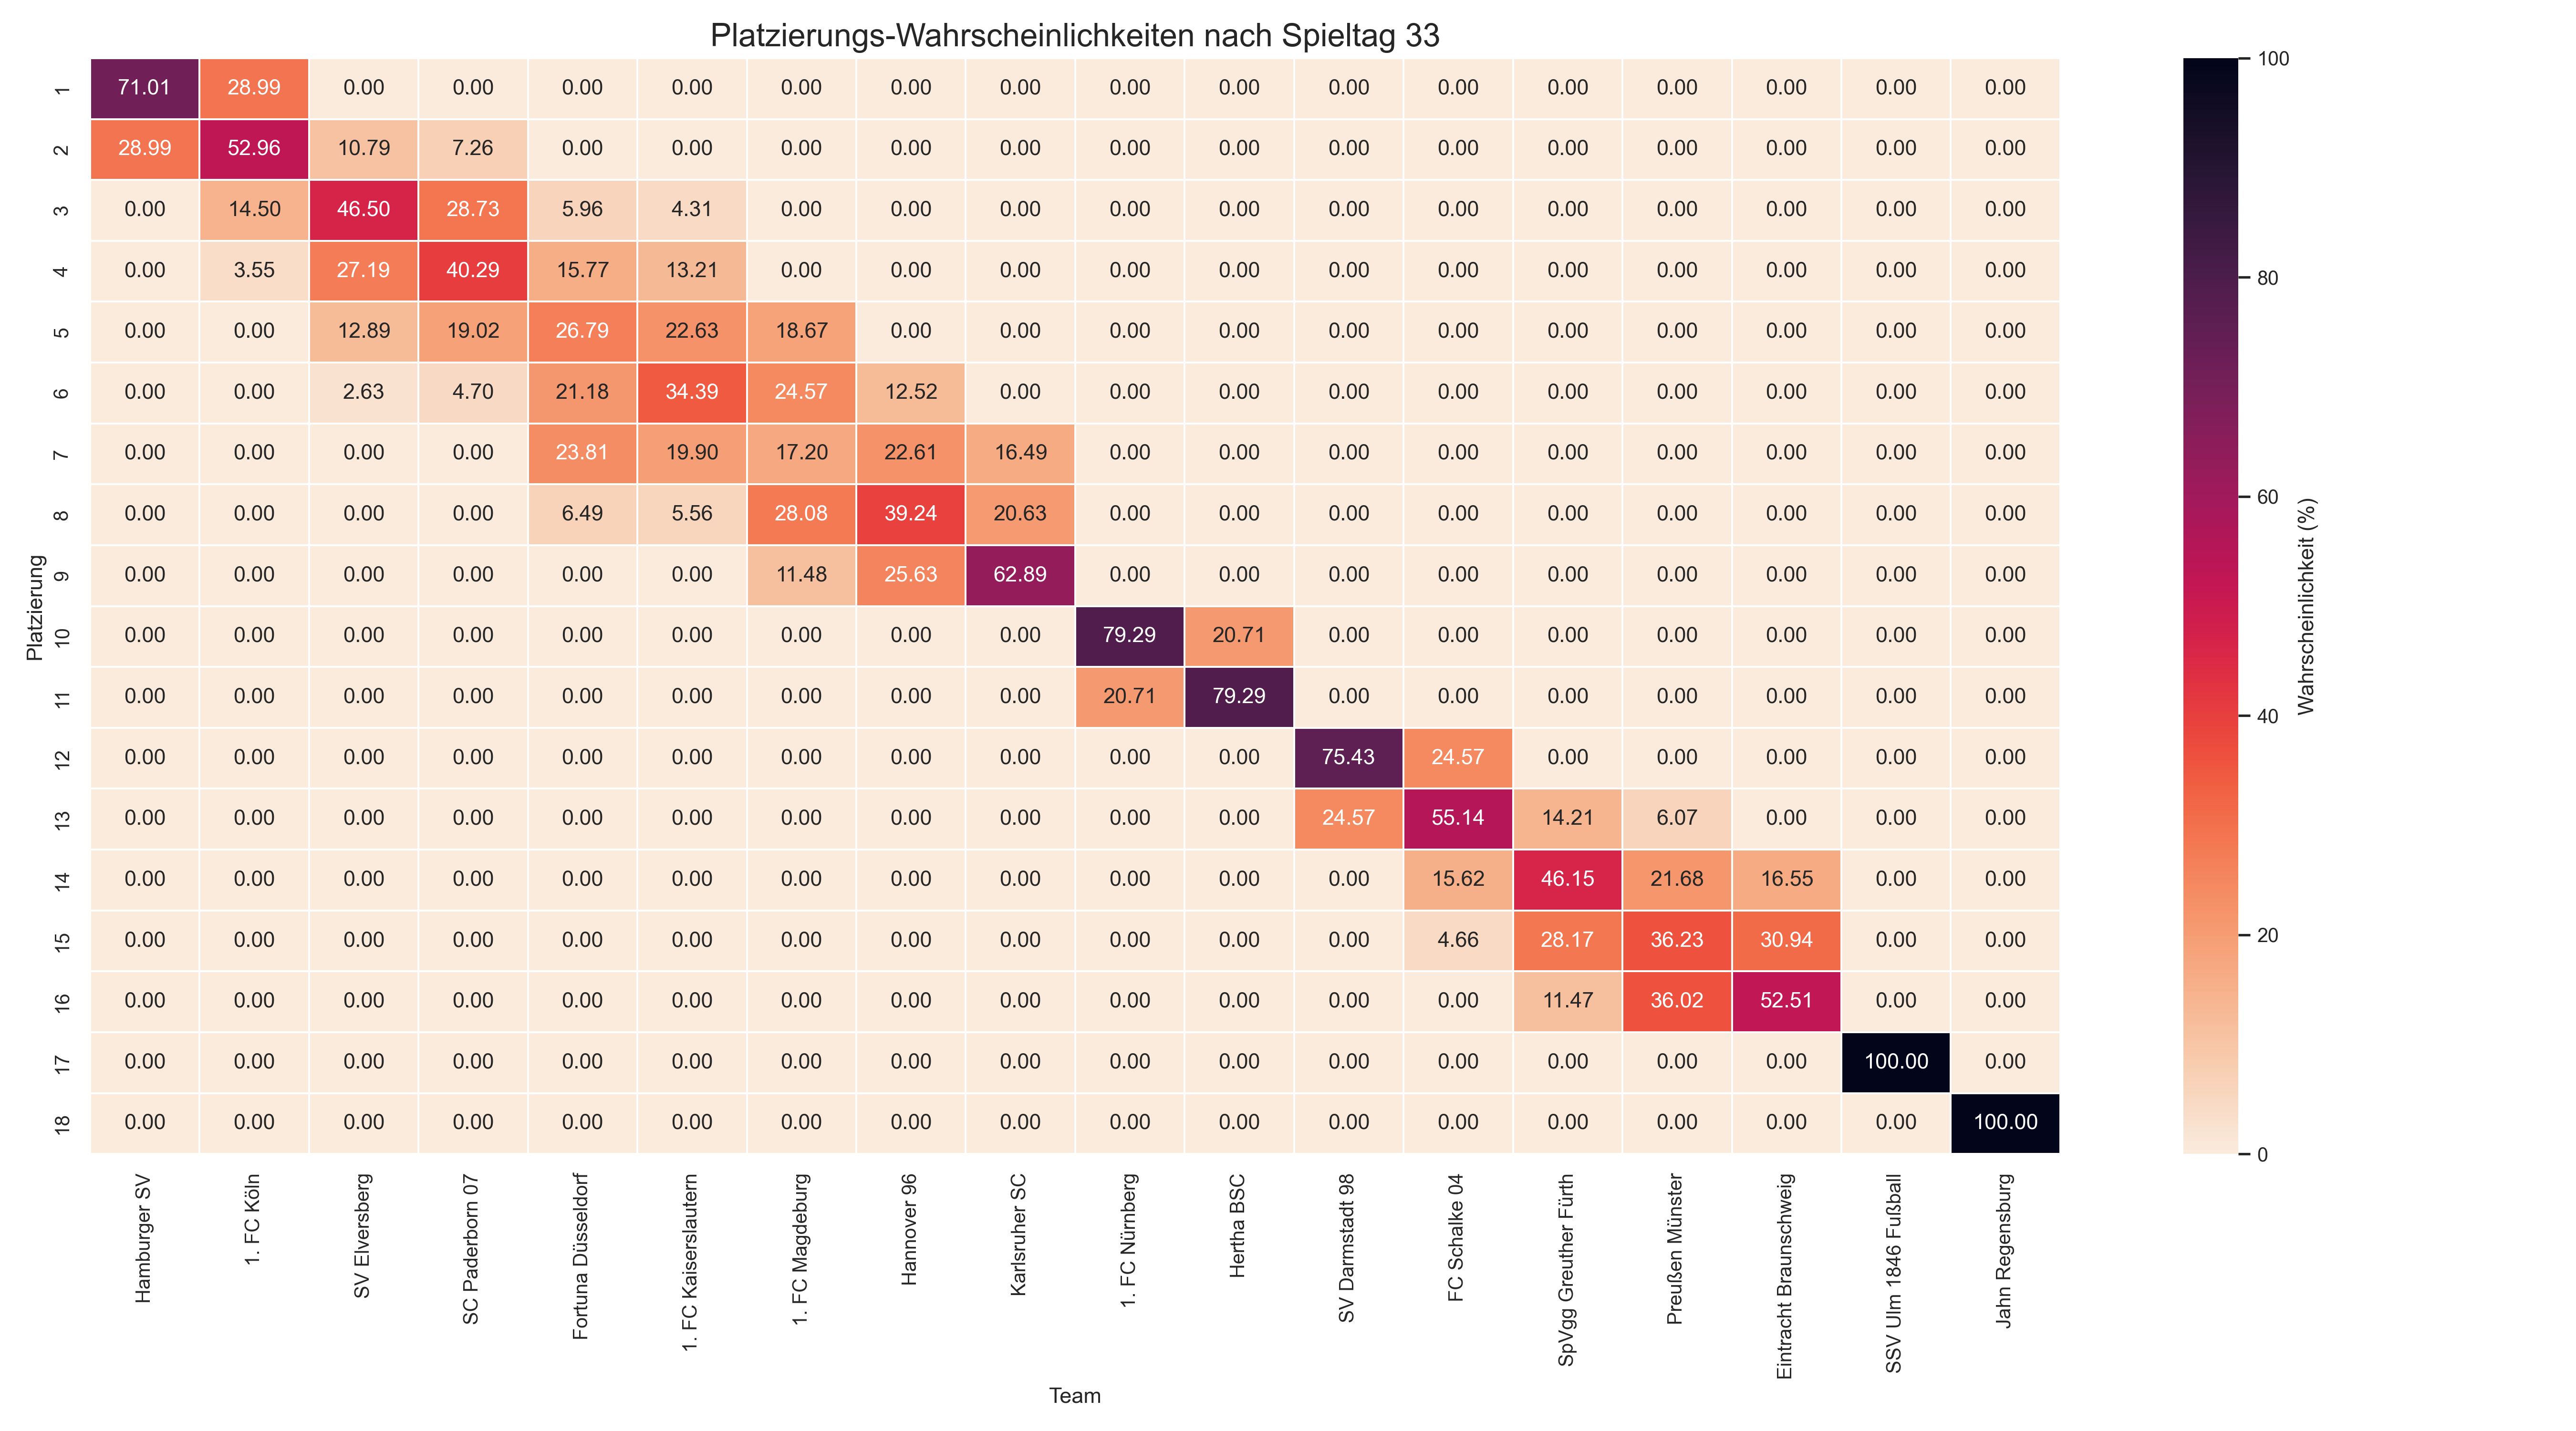 Platzierungs-Wahrscheinlichkeiten nach Spieltag 33
Platzierung
1 71.01 28.99 0.00 0.00 0.00 0.00 0.00 0.00 0.00 0.00 0.00 0.00 0.00 0.00 0.00 0.00 0.00 0.00
2 28.99 52.96 10.79 7.26 0.00 0.00 0.00 0.00 0.00 0.00 0.00 0.00 0.00 0.00 0.00 0.00 0.00 0.00
3 0.00 14.50 46.50 28.73 5.96 4.31 0.00 0.00 0.00 0.00 0.00 0.00 0.00 0.00 0.00 0.00 0.00 0.00
4 0.00 3.55 27.19 40.29 15.77 13.21 0.00 0.00 0.00 0.00 0.00 0.00 0.00 0.00 0.00 0.00 0.00 0.00
5 0.00 0.00 12.89 19.02 26.79 22.63 18.67 0.00 0.00 0.00 0.00 0.00 0.00 0.00 0.00 0.00 0.00 0.00
6 0.00 0.00 2.63 4.70 21.18 34.39 24.57 12.52 0.00 0.00 0.00 0.00 0.00 0.00 0.00 0.00 0.00 0.00
7 0.00 0.00 0.00 0.00 23.81 19.90 17.20 22.61 16.49 0.00 0.00 0.00 0.00 0.00 0.00 0.00 0.00 0.00
8 0.00 0.00 0.00 0.00 6.49 5.56 28.08 39.24 20.63 0.00 0.00 0.00 0.00 0.00 0.00 0.00 0.00 0.00
9 0.00 0.00 0.00 0.00 0.00 0.00 11.48 25.63 62.89 0.00 0.00 0.00 0.00 0.00 0.00 0.00 0.00 0.00
10 0.00 0.00 0.00 0.00 0.00 0.00 0.00 0.00 0.00 79.29 20.71 0.00 0.00 0.00 0.00 0.00 0.00 0.00
11 0.00 0.00 0.00 0.00 0.00 0.00 0.00 0.00 0.00 20.71 79.29 0.00 0.00 0.00 0.00 0.00 0.00 0.00
12 0.00 0.00 0.00 0.00 0.00 0.00 0.00 0.00 0.00 0.00 0.00 75.43 24.57 0.00 0.00 0.00 0.00 0.00
13 0.00 0.00 0.00 0.00 0.00 0.00 0.00 0.00 0.00 0.00 0.00 24.57 55.14 14.21 6.07 0.00 0.00 0.00
14 0.00 0.00 0.00 0.00 0.00 0.00 0.00 0.00 0.00 0.00 0.00 0.00 15.62 46.15 21.68 16.55 0.00 0.00
15 0.00 0.00 0.00 0.00 0.00 0.00 0.00 0.00 0.00 0.00 0.00 0.00 4.66 28.17 36.23 30.94 0.00 0.00
16 0.00 0.00 0.00 0.00 0.00 0.00 0.00 0.00 0.00 0.00 0.00 0.00 0.00 11.47 36.02 52.51 0.00 0.00
17 0.00 0.00 0.00 0.00 0.00 0.00 0.00 0.00 0.00 0.00 0.00 0.00 0.00 0.00 0.00 0.00 100.00 0.00
18 0.00 0.00 0.00 0.00 0.00 0.00 0.00 0.00 0.00 0.00 0.00 0.00 0.00 0.00 0.00 0.00 0.00 100.00
Hamburger SV
1. FC Köln
SV Elversberg
SC Paderborn 07
Fortuna Düsseldorf
1. FC Kaiserslautern
1. FC Magdeburg
Hannover 96
Karlsruher SC
1. FC Nürnberg
Hertha BSC
SV Darmstadt 98
FC Schalke 04
SpVgg Greuther Fürth
Preußen Münster
Eintracht Braunschweig
SSV Ulm 1846 Fußball
Jahn Regensburg
Team
100
80
60
40
20
0
Wahrscheinlichkeit (%)